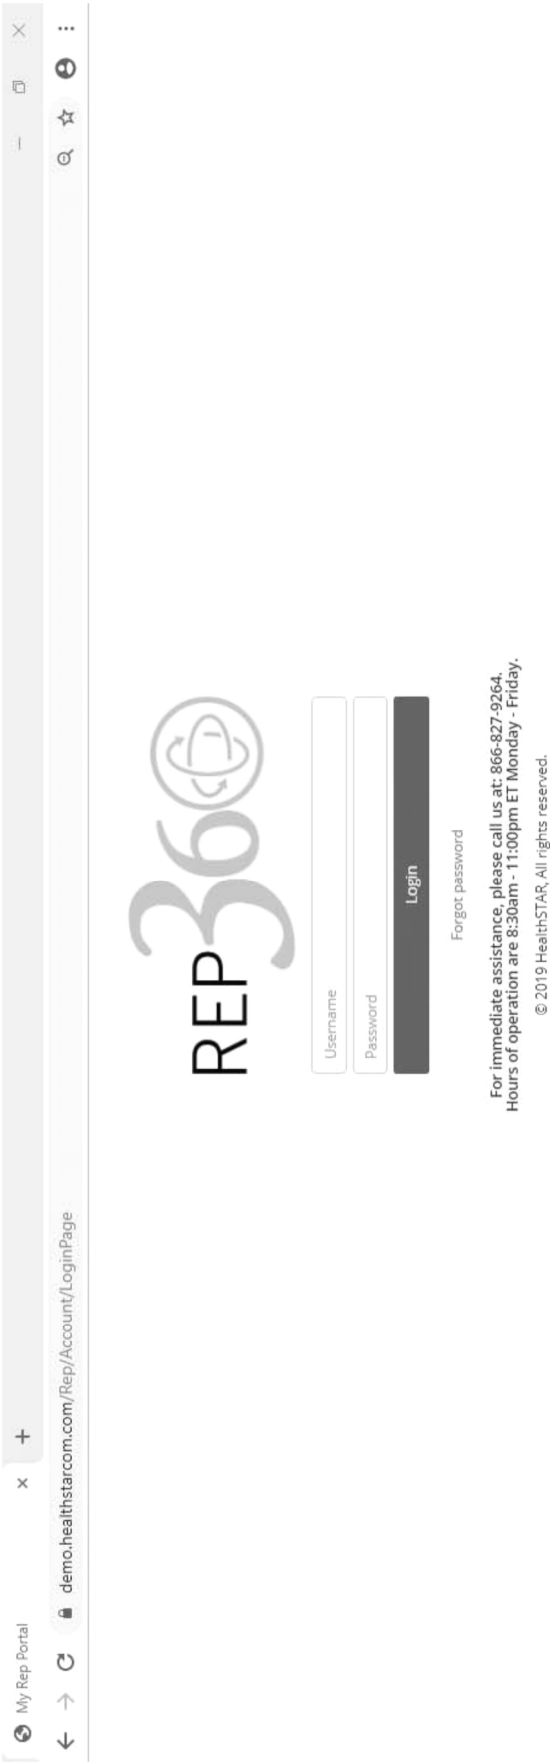 My Rep Portal
demo.healthstarcom.com/Rep/Account/LoginPage
REP360
Username
Password
Login
Forgot password
For immediate assistance, please call us at: 866-827-9264.
Hours of operation are 8:30am - 11:00pm ET Monday - Friday.
© 2019 HealthSTAR, All rights reserved.